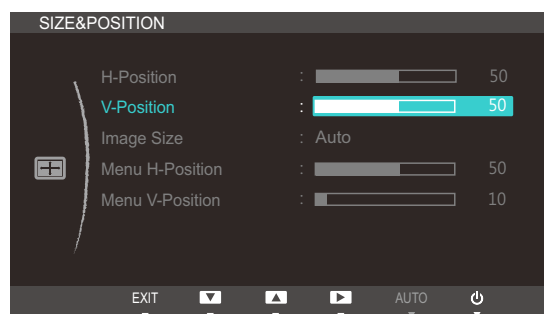 SIZE&POSITION
H-Position : 50
V-Position : 50
Image Size : Auto
Menu H-Position : 50
Menu V-Position : 10
EXIT AUTO